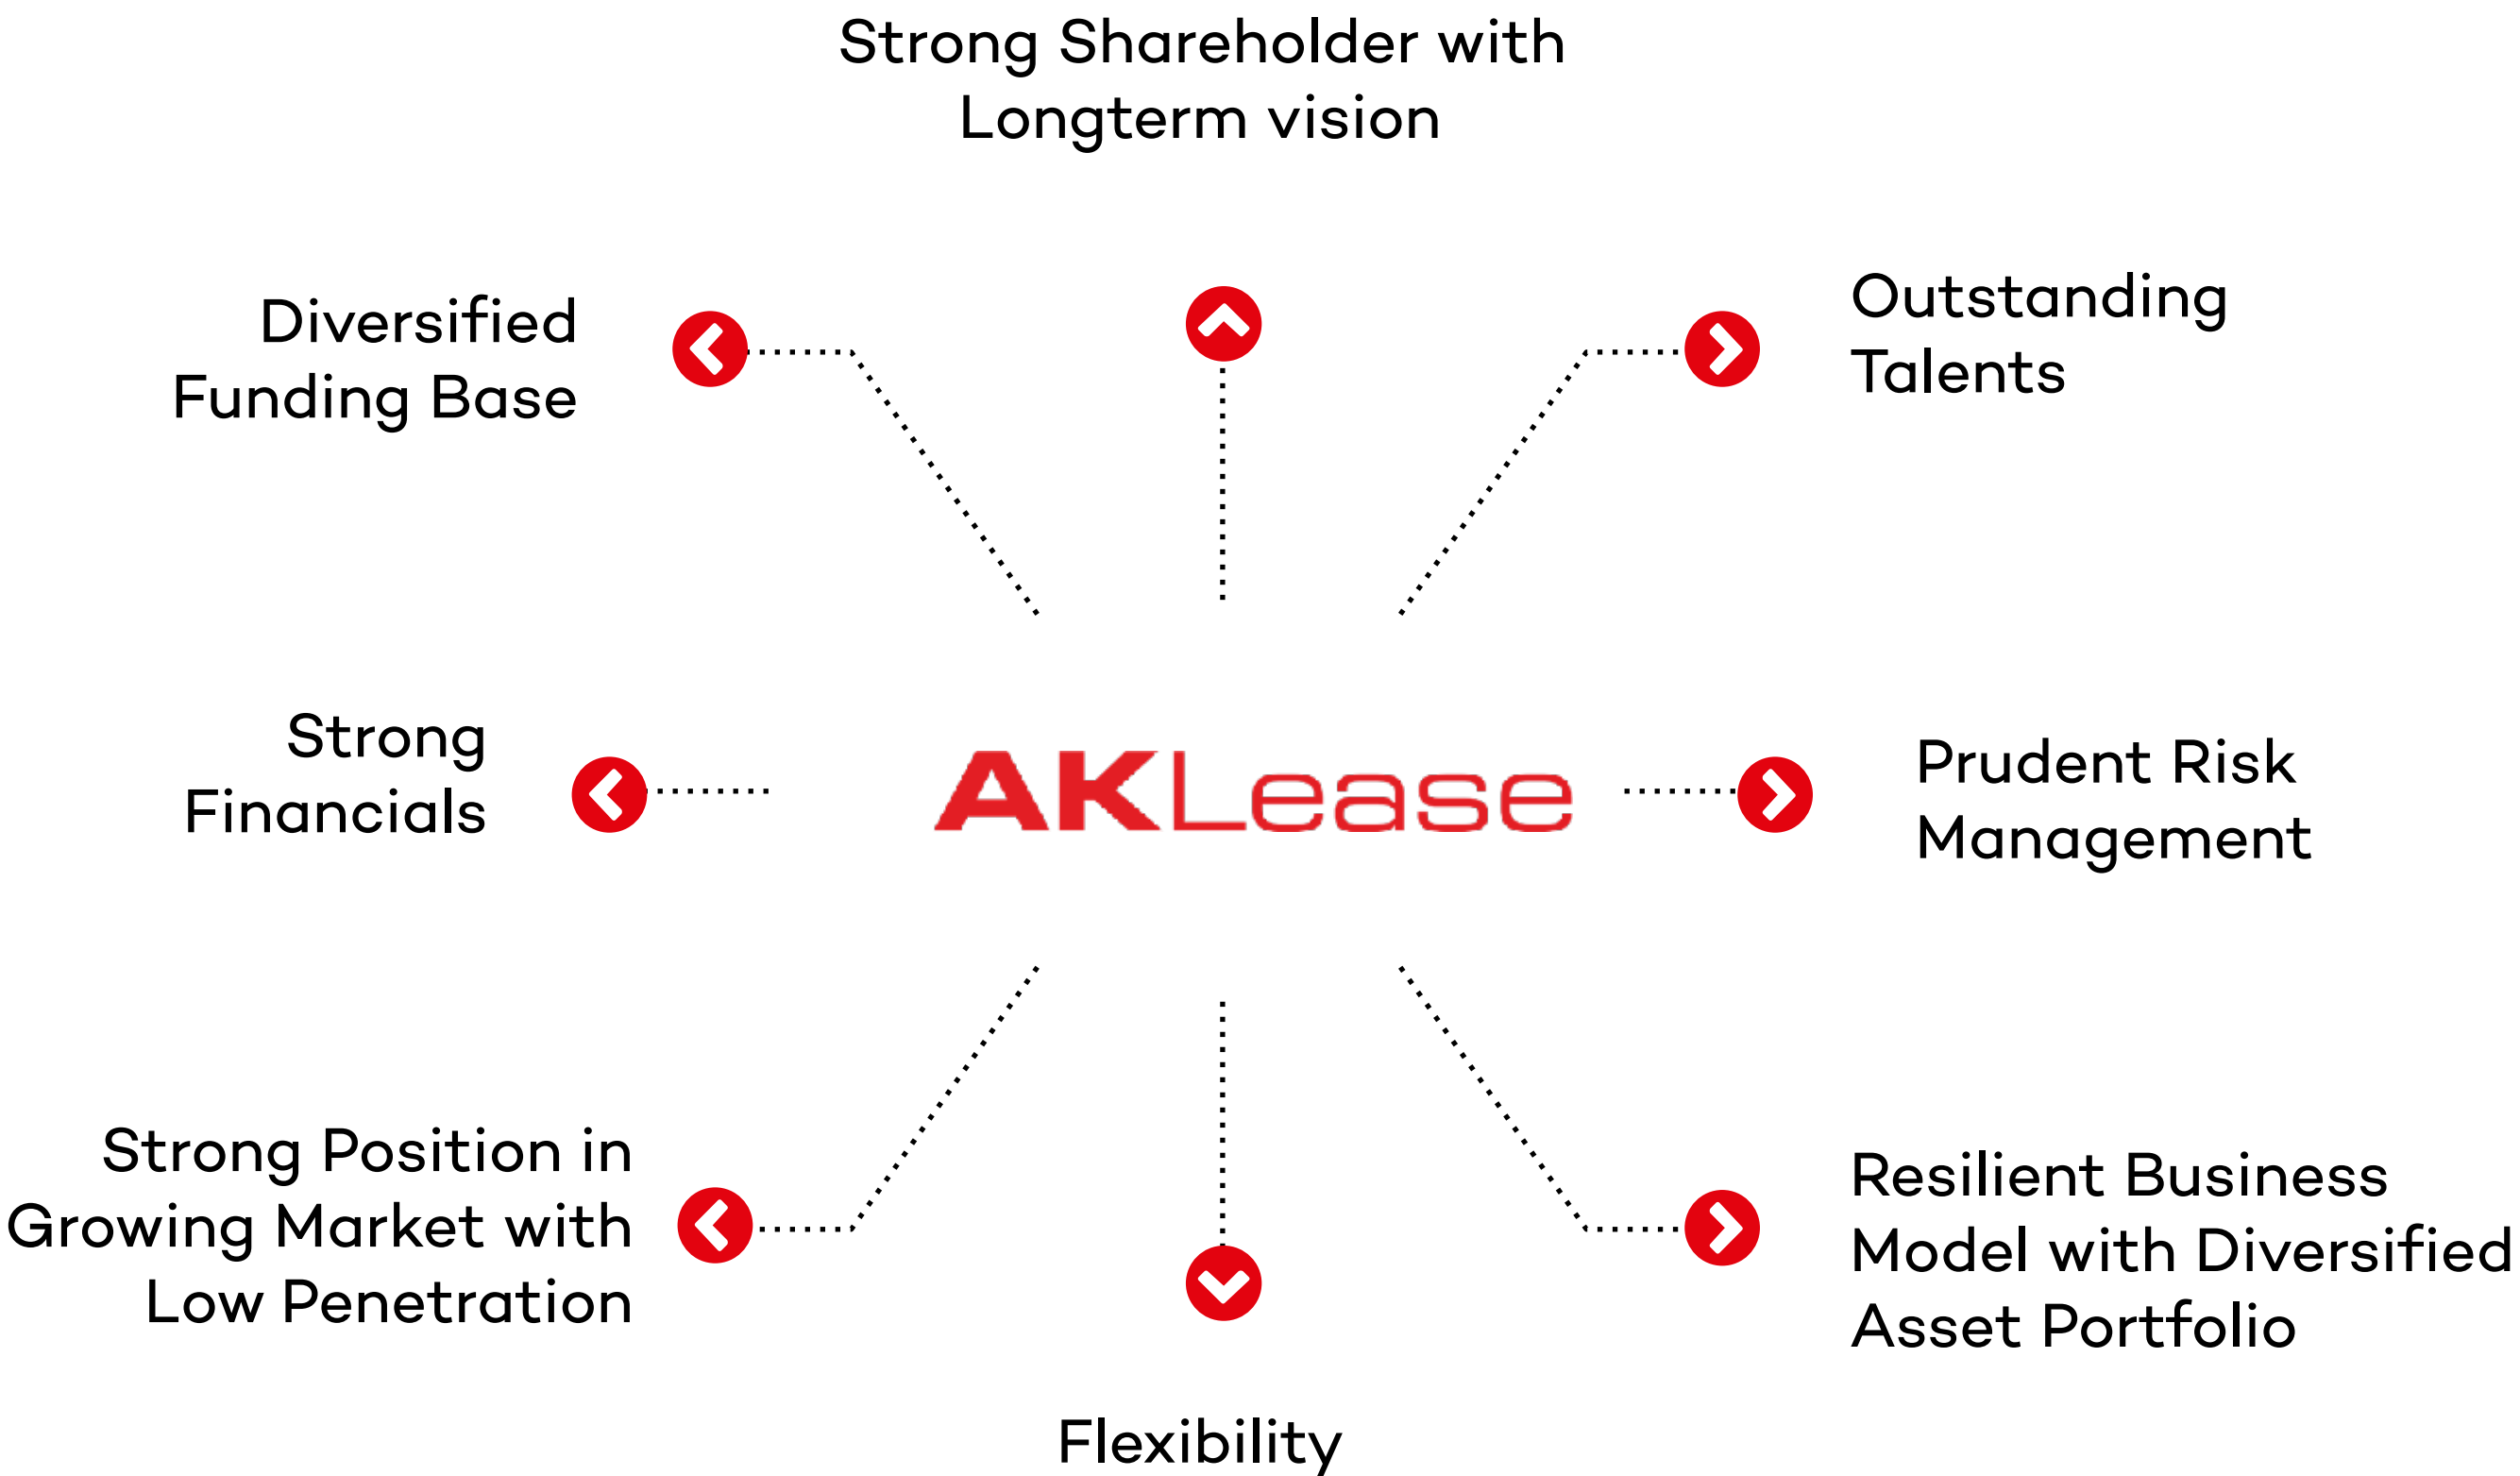 Strong Shareholder with
Longterm vision
Diversified
Funding Base
Outstanding
Talents
Strong
Financials
AKLease
Prudent Risk
Management
Strong Position in
Growing Market with
Low Penetration
Resilient Business
Model with Diversified
Asset Portfolio
Flexibility